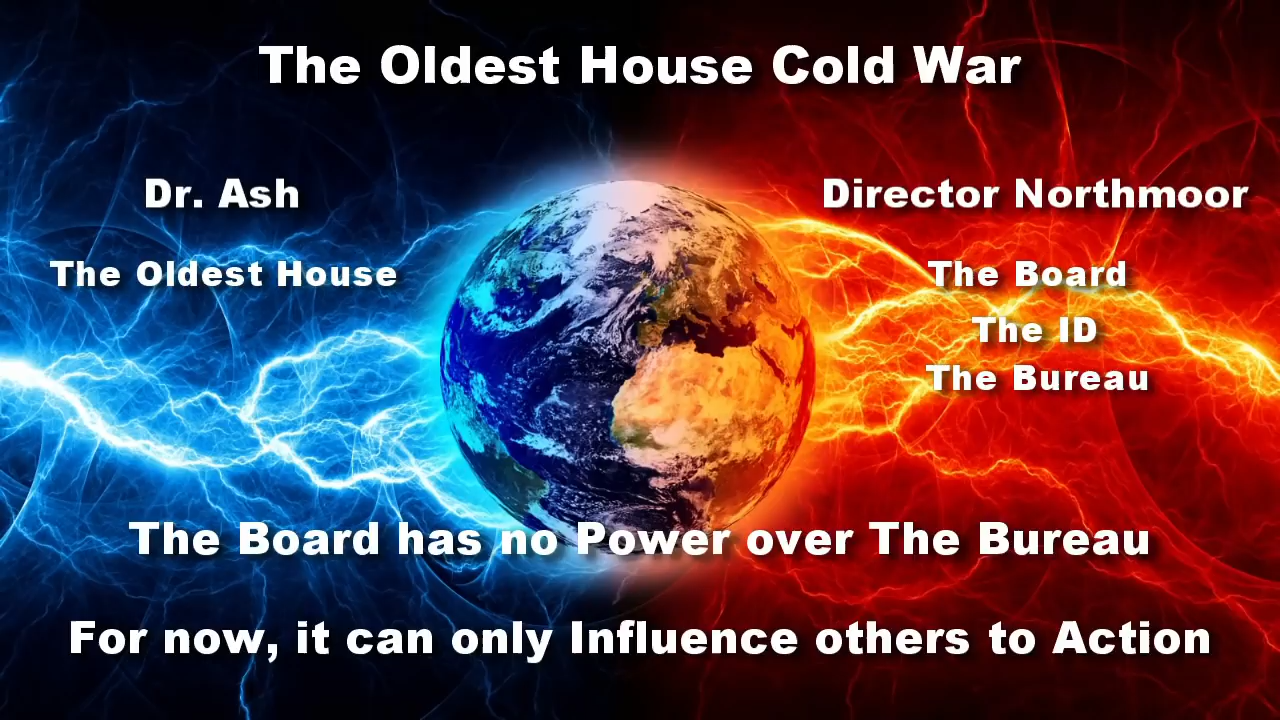 The Oldest House Cold War
Dr. Ash
The Oldest House
Director Northmoor
The Board
The ID
The Bureau
The Board has no Power over The Bureau
For now, it can only Influence others to Action